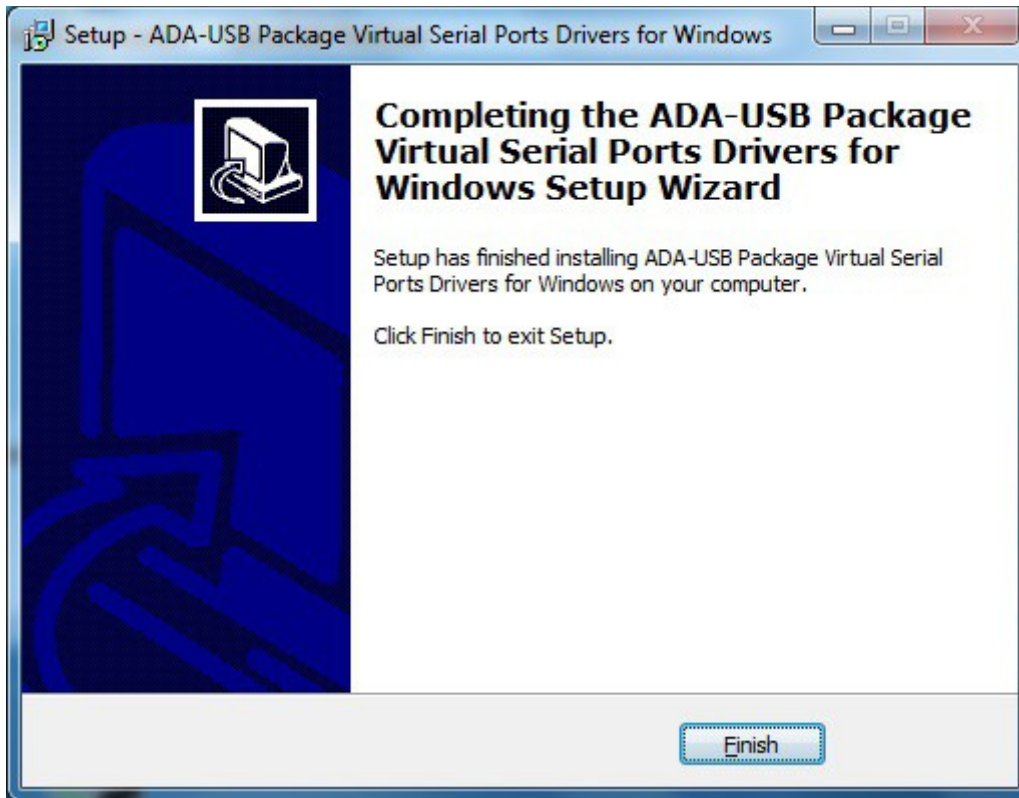 Setup - ADA-USB Package Virtual Serial Ports Drivers for Windows
Completing the ADA-USB Package
Virtual Serial Ports Drivers for
Windows Setup Wizard
Setup has finished installing ADA-USB Package Virtual Serial
Ports Drivers for Windows on your computer.
Click Finish to exit Setup.
Finish